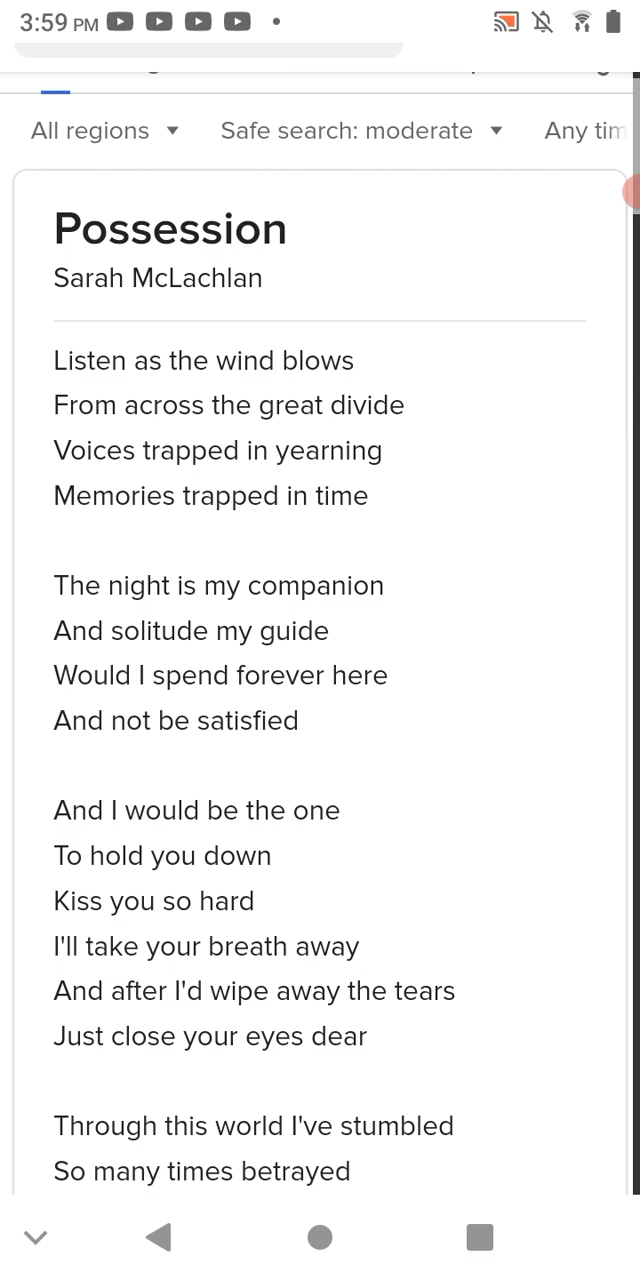 3:59 PM
All regions
Safe search: moderate
Any tim
Possession
Sarah McLachlan
Listen as the wind blows
From across the great divide
Voices trapped in yearning
Memories trapped in time
The night is my companion
And solitude my guide
Would I spend forever here
And not be satisfied
And I would be the one
To hold you down
Kiss you so hard
I'll take your breath away
And after I'd wipe away the tears
Just close your eyes dear
Through this world I've stumbled
So many times betrayed